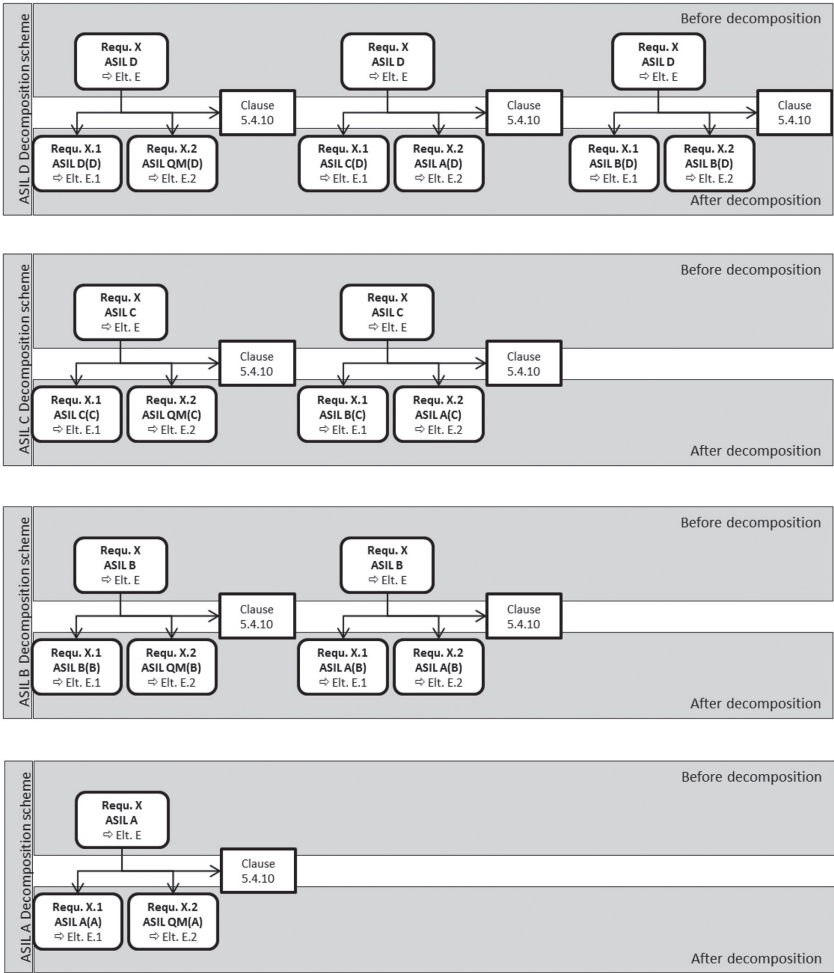 ASIL D Decomposition scheme
Before decomposition
Requ. X
ASIL D
⇨ Elt. E
Requ. X
ASIL D
⇨ Elt. E
Requ. X
ASIL D
⇨ Elt. E
Clause
5.4.10
Clause
5.4.10
Clause
5.4.10
Requ. X.1
ASIL D(D)
⇨ Elt. E.1
Requ. X.2
ASIL QM(D)
⇨ Elt. E.2
Requ. X.1
ASIL C(D)
⇨ Elt. E.1
Requ. X.2
ASIL A(D)
⇨ Elt. E.2
Requ. X.1
ASIL B(D)
⇨ Elt. E.1
Requ. X.2
ASIL B(D)
⇨ Elt. E.2
After decomposition
ASIL C Decomposition scheme
Before decomposition
Requ. X
ASIL C
⇨ Elt. E
Requ. X
ASIL C
⇨ Elt. E
Clause
5.4.10
Clause
5.4.10
Requ. X.1
ASIL C(C)
⇨ Elt. E.1
Requ. X.2
ASIL QM(C)
⇨ Elt. E.2
Requ. X.1
ASIL B(C)
⇨ Elt. E.1
Requ. X.2
ASIL A(C)
⇨ Elt. E.2
After decomposition
ASIL B Decomposition scheme
Before decomposition
Requ. X
ASIL B
⇨ Elt. E
Requ. X
ASIL B
⇨ Elt. E
Clause
5.4.10
Clause
5.4.10
Requ. X.1
ASIL B(B)
⇨ Elt. E.1
Requ. X.2
ASIL QM(B)
⇨ Elt. E.2
Requ. X.1
ASIL A(B)
⇨ Elt. E.1
Requ. X.2
ASIL A(B)
⇨ Elt. E.2
After decomposition
ASIL A Decomposition scheme
Before decomposition
Requ. X
ASIL A
⇨ Elt. E
Clause
5.4.10
Requ. X.1
ASIL A(A)
⇨ Elt. E.1
Requ. X.2
ASIL QM(A)
⇨ Elt. E.2
After decomposition